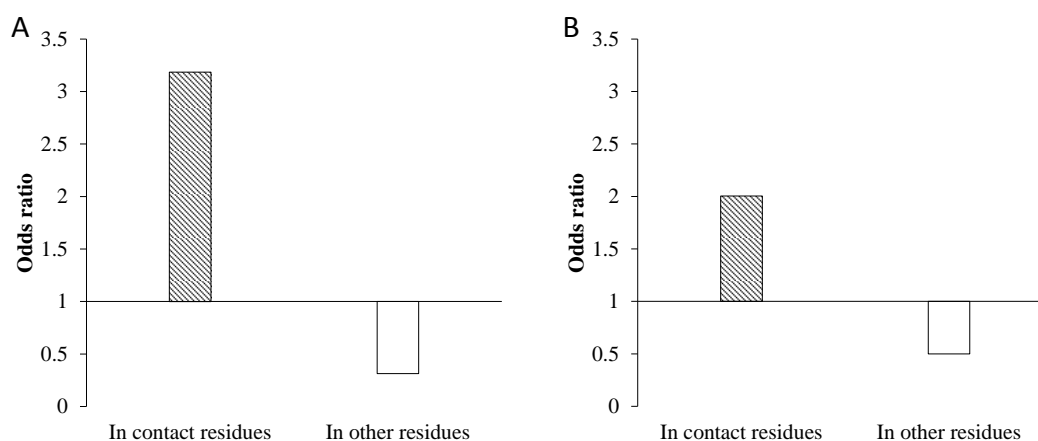 A
3.5
3
2.5
2
1.5
1
0.5
0
Odds ratio
In contact residues
In other residues
B
3.5
3
2.5
2
1.5
1
0.5
0
Odds ratio
In contact residues
In other residues